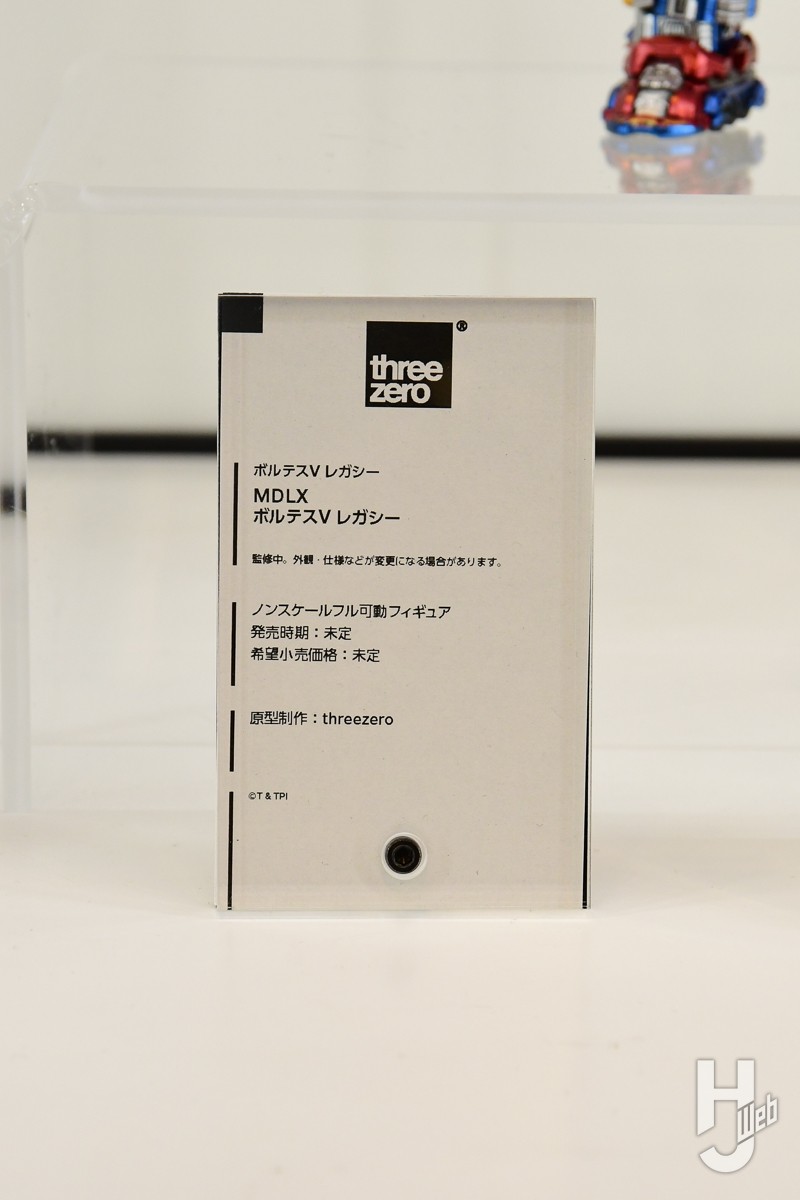 three
zero
®
ボルテスV レガシー
MDLX
ボルテスV レガシー
監修中。外観・仕様などが変更になる場合があります。
ノンスケールフル可動フィギュア
発売時期：未定
希望小売価格：未定
原型制作：threezero
©T & TPI
HJ Web